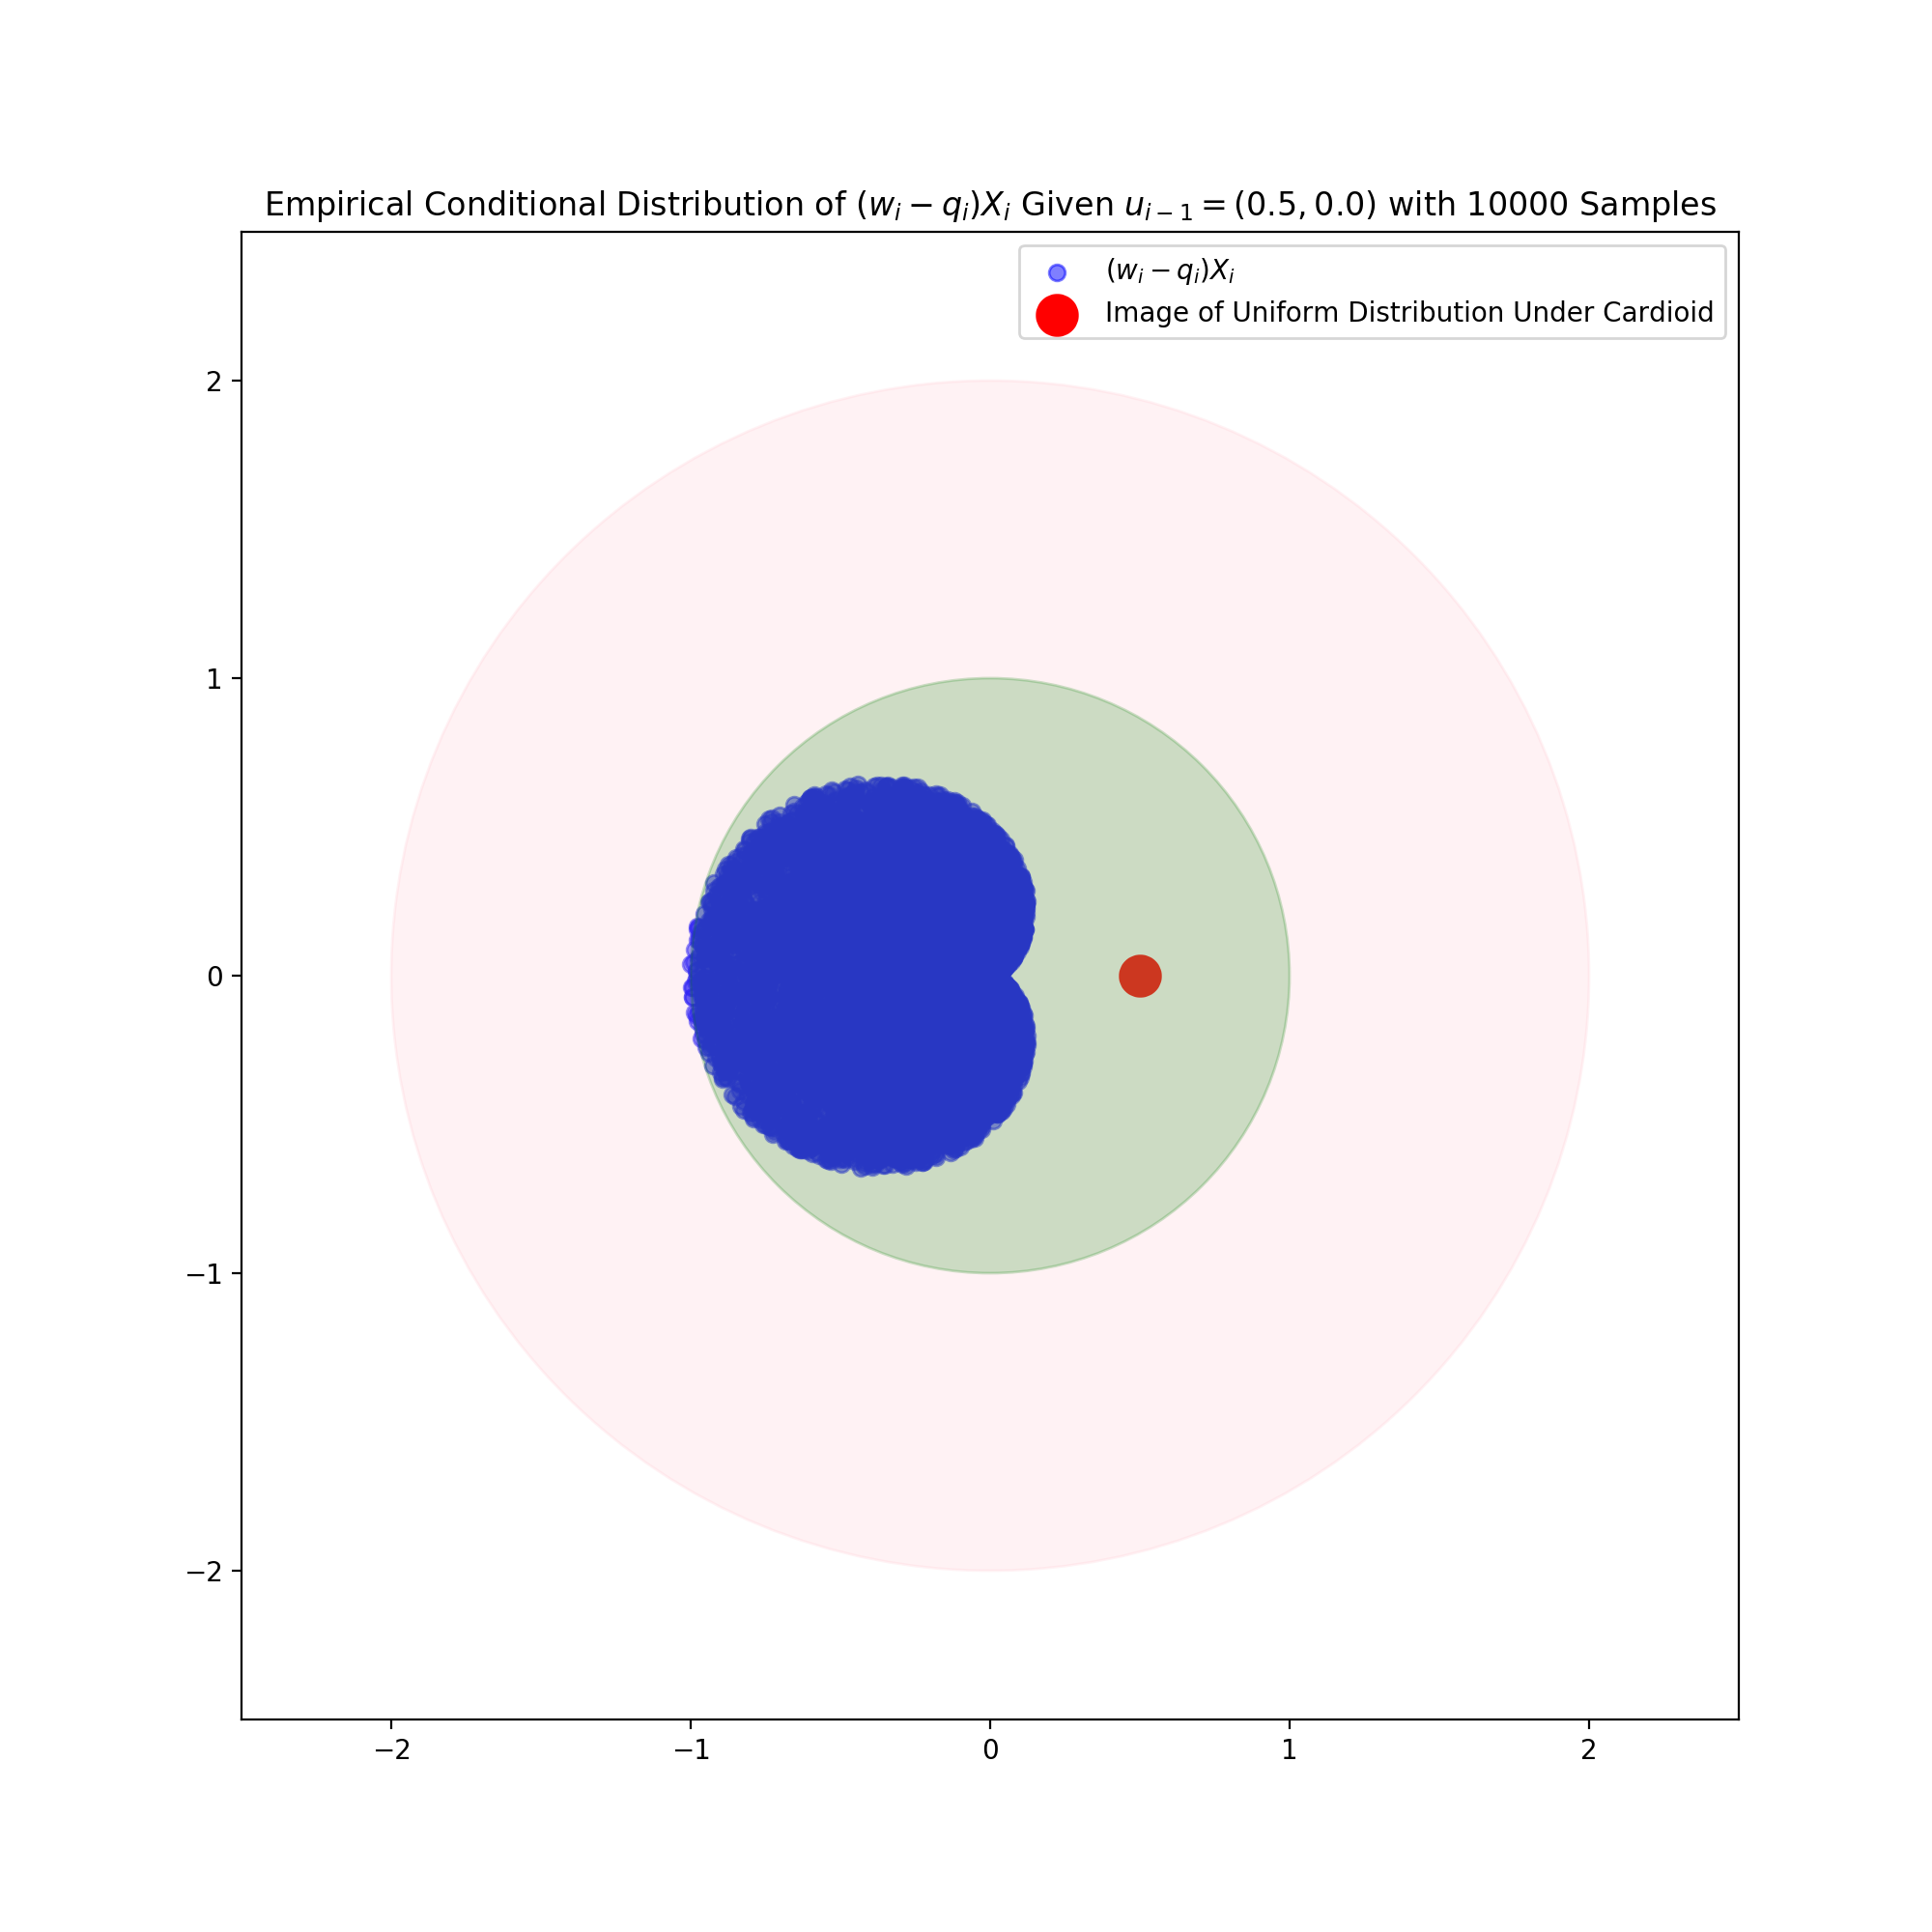 Empirical Conditional Distribution of $(w_i - q_i)X_i$ Given $u_{i-1} = (0.5, 0.0)$ with 10000 Samples
$(w_i - q_i)X_i$
Image of Uniform Distribution Under Cardioid
2
1
0
−1
−2
−2 −1 0 1 2